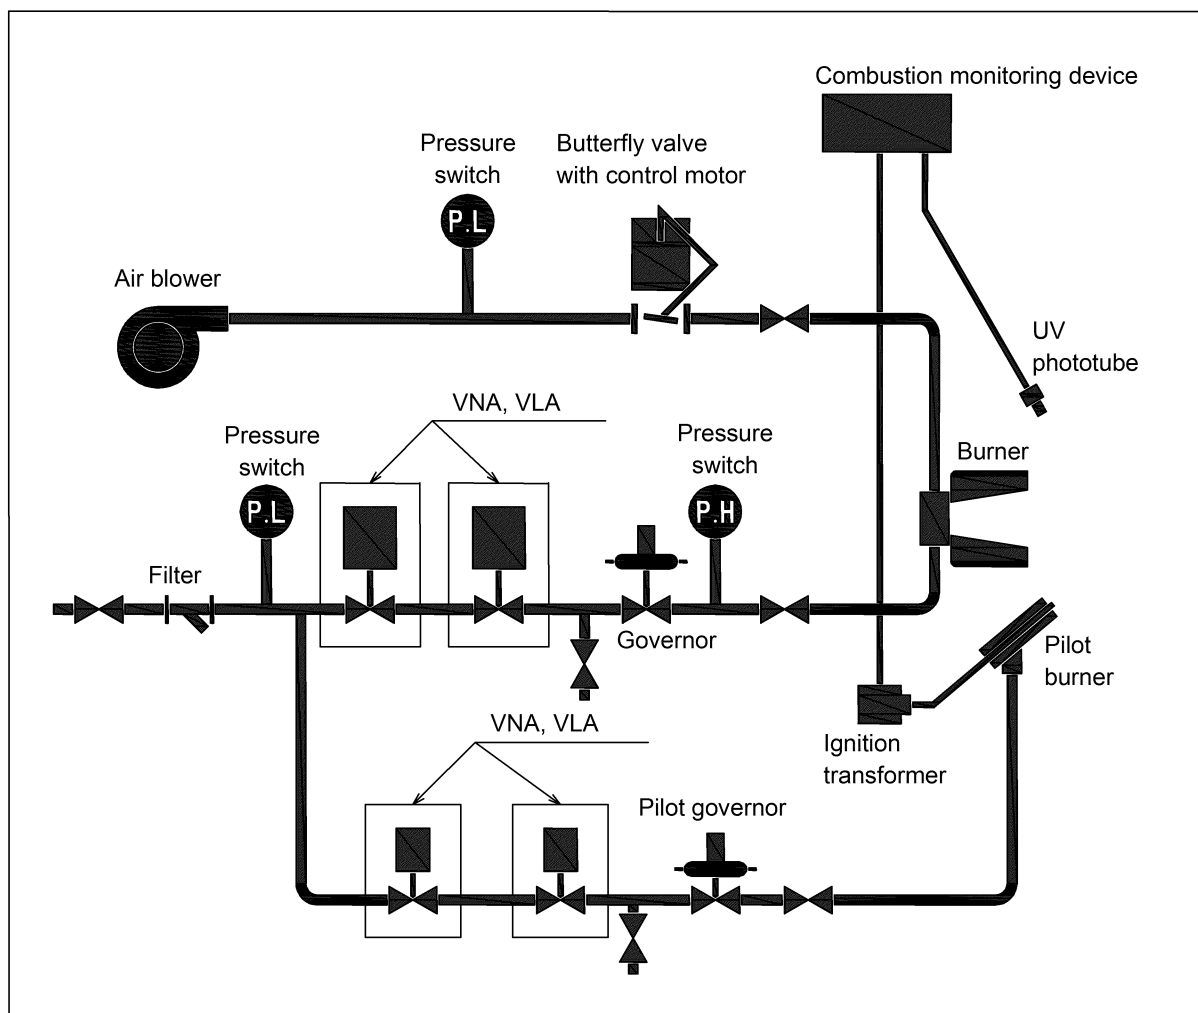 Combustion monitoring device
Pressure
switch
Butterfly valve
with control motor
P.L
Air blower
UV
phototube
VNA, VLA
Pressure
switch
Pressure
switch
Burner
P.L
P.H
Filter
Governor
Pilot
burner
VNA, VLA
Ignition
transformer
Pilot governor